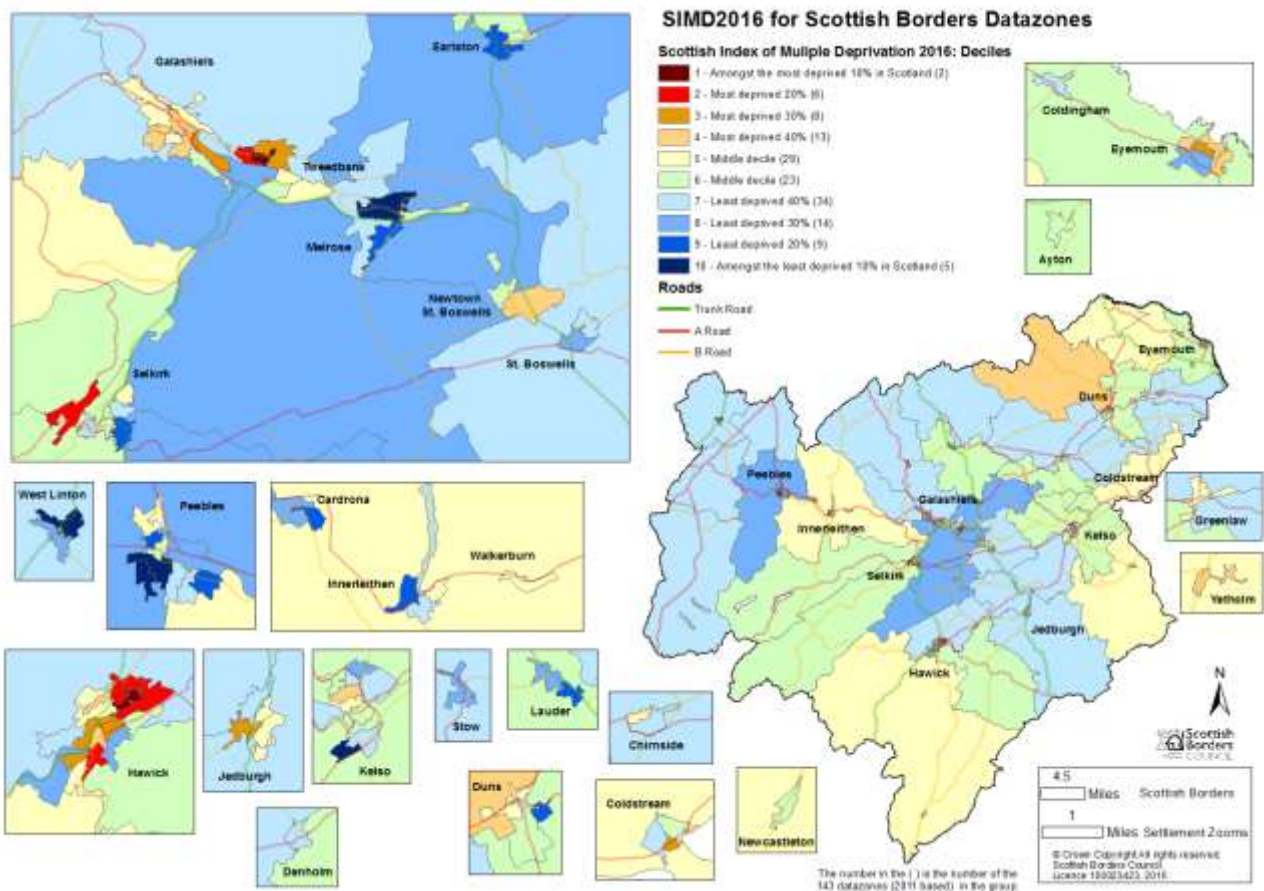 SIMD2016 for Scottish Borders Datazones
Scottish Index of Muliple Deprivation 2016: Deciles
1 - Amongst the most deprived 10% in Scotland (2)
2 - Most deprived 20% (6)
3 - Most deprived 30% (8)
4 - Most deprived 40% (13)
5 - Middle decile (29)
6 - Middle decile (23)
7 - Least deprived 40% (34)
8 - Least deprived 30% (14)
9 - Least deprived 20% (9)
10 - Amongst the least deprived 10% in Scotland (5)
Roads
Trunk Road
A Road
B Road
Earlston
Galashiels
Tweedbank
Melrose
Newtown
St. Boswells
St. Boswells
Selkirk
Coldingham
Eyemouth
Ayton
Eyemouth
Duns
Coldstream
Peebles
Galashiels
Innerleithen
Kelso
Selkirk
Jedburgh
Hawick
Greenlaw
Yetholm
West Linton
Peebles
Cardrona
Walkerburn
Innerleithen
Hawick
Jedburgh
Kelso
Stow
Lauder
Chirnside
Denholm
Duns
Coldstream
Newcastleton
N
Scottish
Borders
COUNCIL
4.5
Miles Scottish Borders
1
Miles Settlement Zooms
© Crown Copyright All rights reserved.
Scottish Borders Council
Licence 100023423, 2016.
The number in the ( ) is the number of the
143 datazones (2011 based) in the group